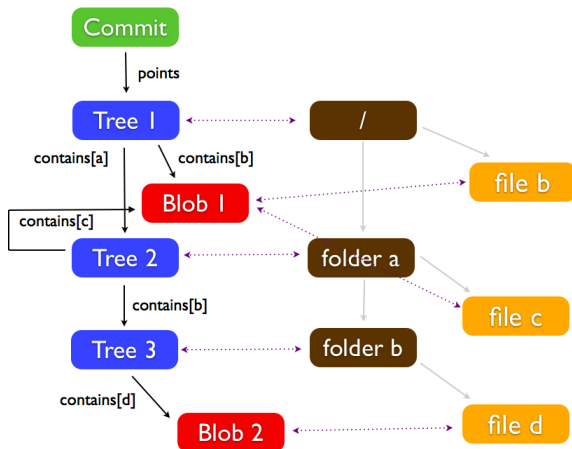 Commit
points
Tree 1
/
contains[a]
contains[b]
file b
Blob 1
contains[c]
Tree 2
folder a
contains[b]
file c
Tree 3
folder b
contains[d]
Blob 2
file d